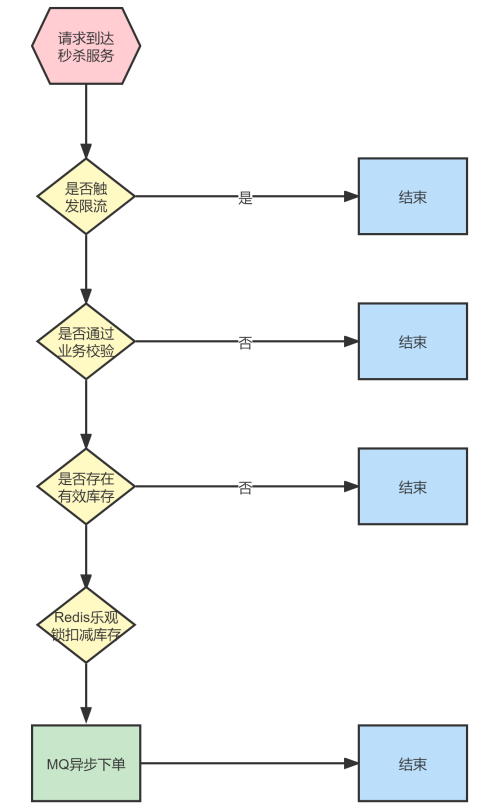 请求到达
秒杀服务
是否触
发限流
是
结束
是否通过
业务校验
否
结束
是否存在
有效库存
否
结束
Redis乐观
锁扣减库存
MQ异步下单
结束